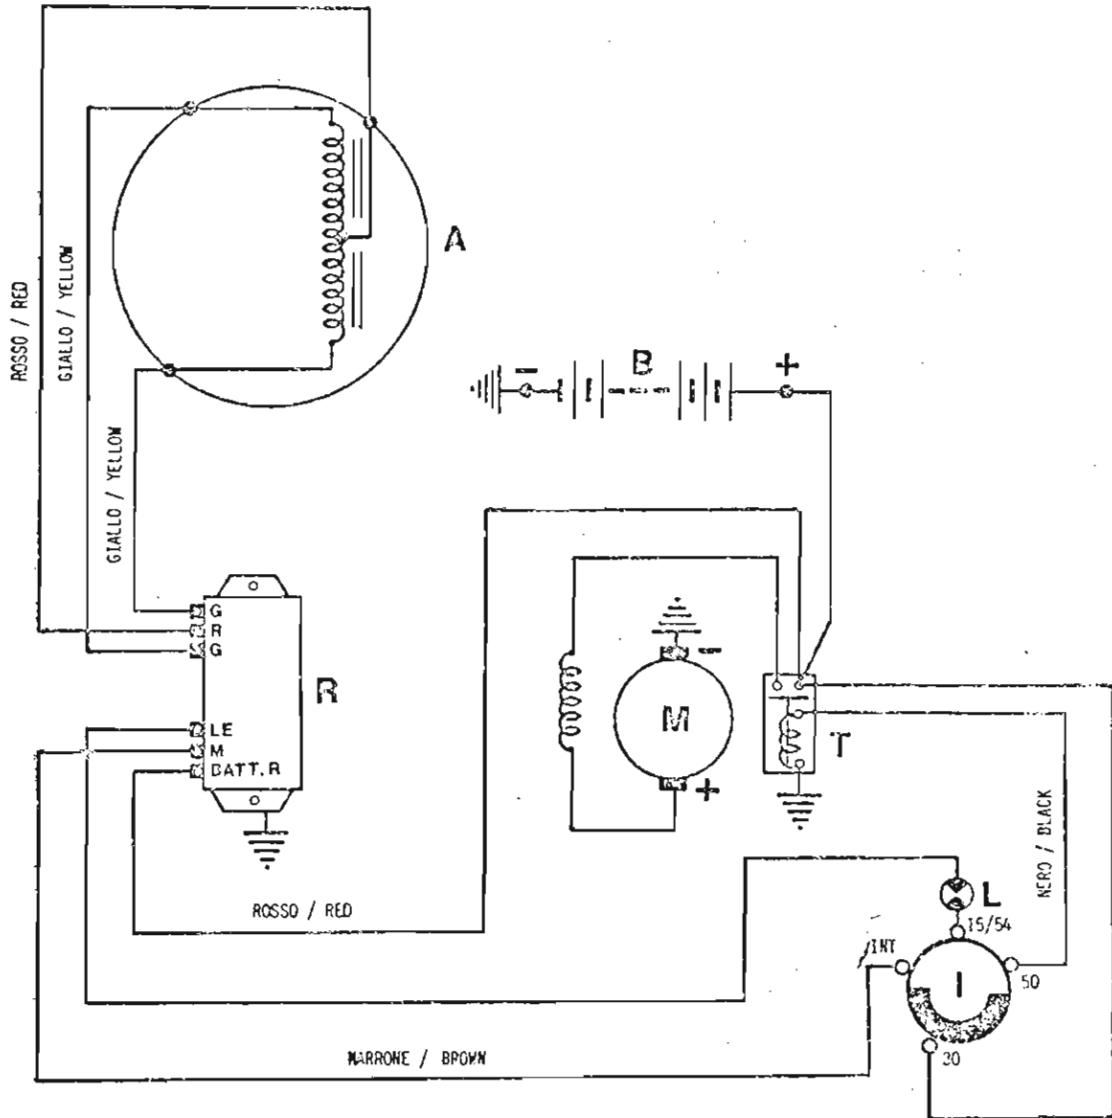 A
ROSSO / RED
GIALLO / YELLOW
GIALLO / YELLOW
- B +
G
R
G
R
LE
M
BATT.R
-
M
+
T
NERO / BLACK
ROSSO / RED
L
15/54
/INT
I
50
30
MARRONE / BROWN